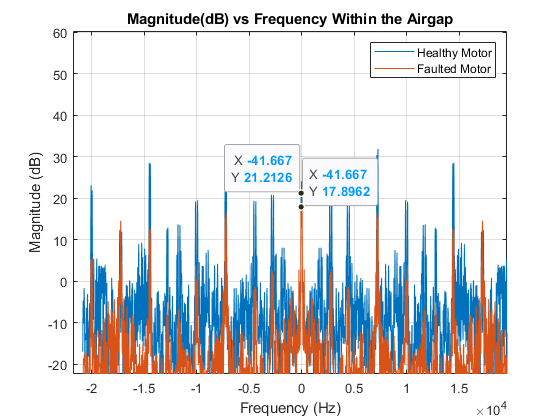 Magnitude(dB) vs Frequency Within the Airgap
Healthy Motor
Faulted Motor
60
50
40
30
20
10
0
-10
-20
Magnitude (dB)
X -41.667
Y 21.2126
X -41.667
Y 17.8962
-2 -1.5 -1 -0.5 0 0.5 1 1.5
Frequency (Hz)
×10^4